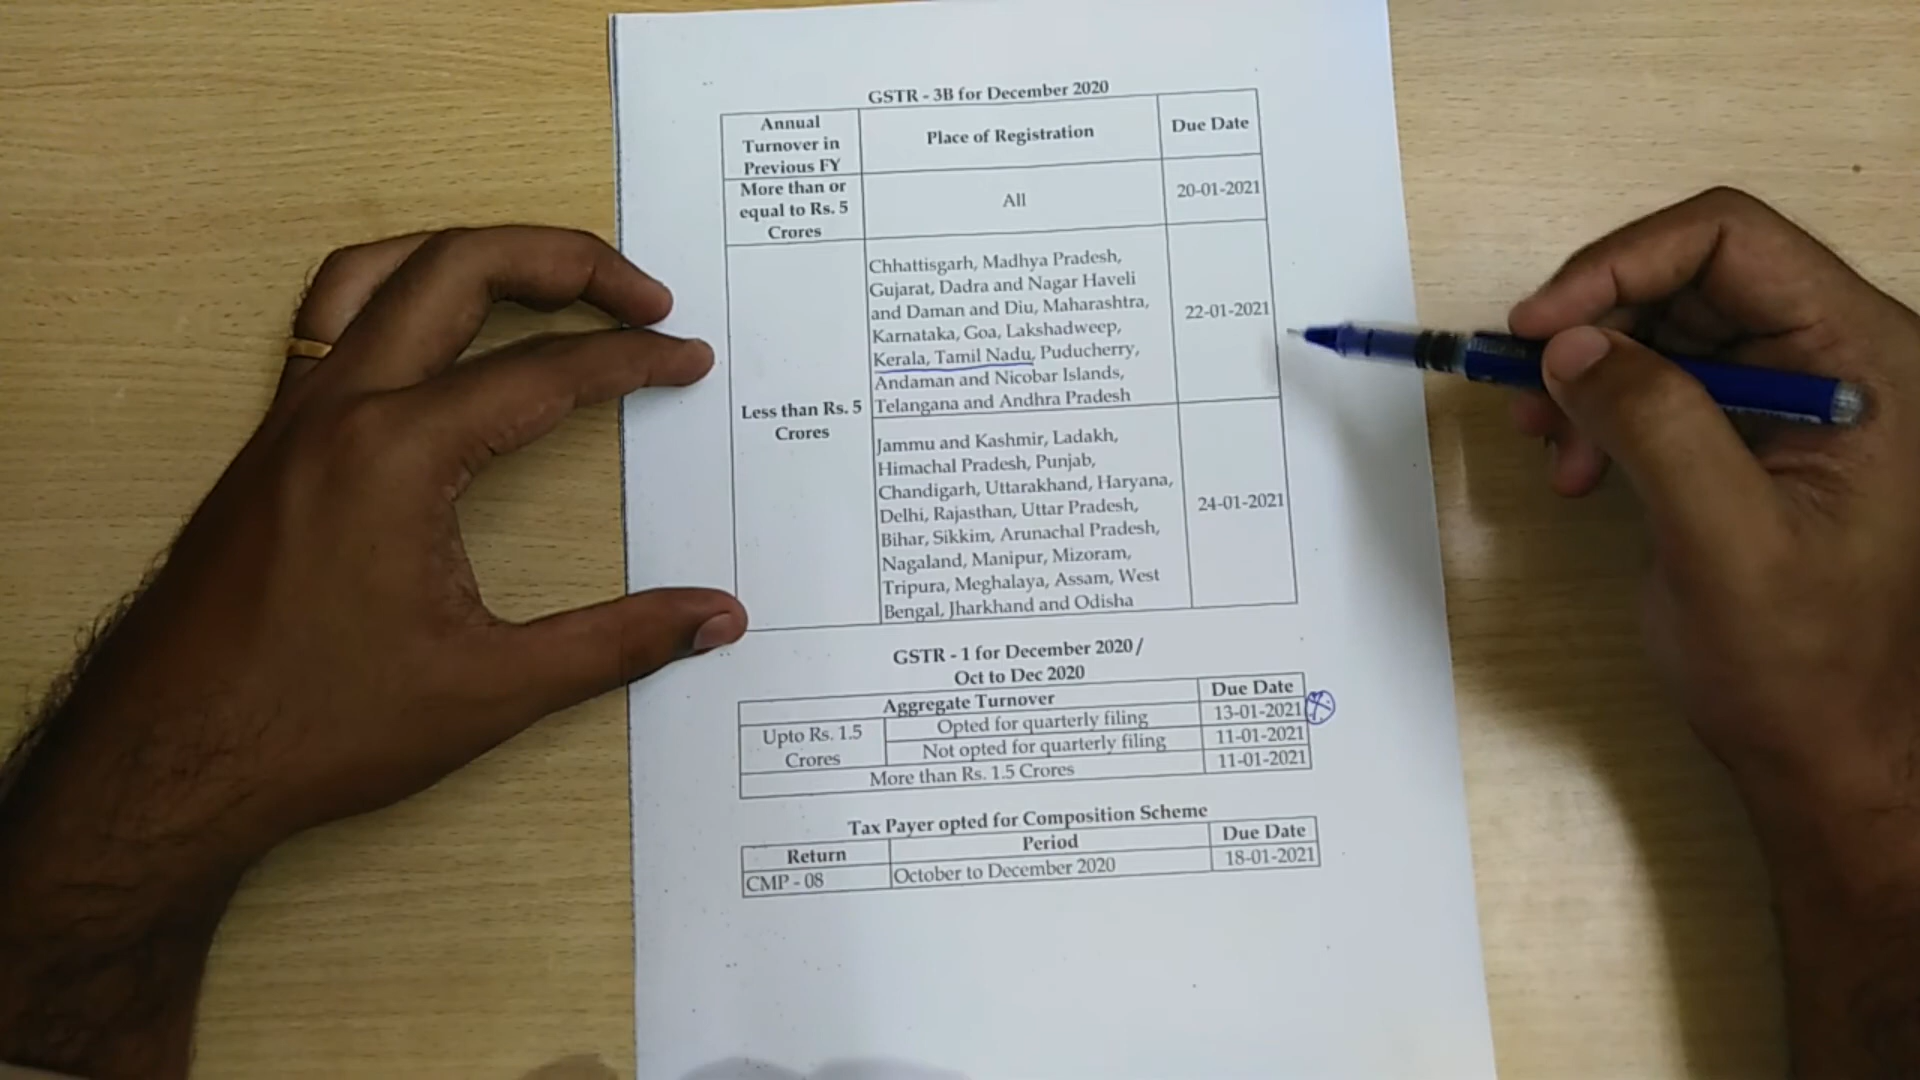 GSTR - 3B for December 2020
Annual
Turnover in
Previous FY
Place of Registration
Due Date
More than or
equal to Rs. 5
Crores
All
20-01-2021
Less than Rs. 5
Crores
Chhattisgarh, Madhya Pradesh,
Gujarat, Dadra and Nagar Haveli
and Daman and Diu, Maharashtra,
Karnataka, Goa, Lakshadweep,
Kerala, Tamil Nadu, Puducherry,
Andaman and Nicobar Islands,
Telangana and Andhra Pradesh
22-01-2021
Jammu and Kashmir, Ladakh,
Himachal Pradesh, Punjab,
Chandigarh, Uttarakhand, Haryana,
Delhi, Rajasthan, Uttar Pradesh,
Bihar, Sikkim, Arunachal Pradesh,
Nagaland, Manipur, Mizoram,
Tripura, Meghalaya, Assam, West
Bengal, Jharkhand and Odisha
24-01-2021
GSTR - 1 for December 2020/
Oct to Dec 2020
Aggregate Turnover
Due Date
Upto Rs. 1.5
Crores
Opted for quarterly filing
13-01-2021
Not opted for quarterly filing
11-01-2021
More than Rs. 1.5 Crores
11-01-2021
Tax Payer opted for Composition Scheme
Return
Period
Due Date
CMP - 08
October to December 2020
18-01-2021